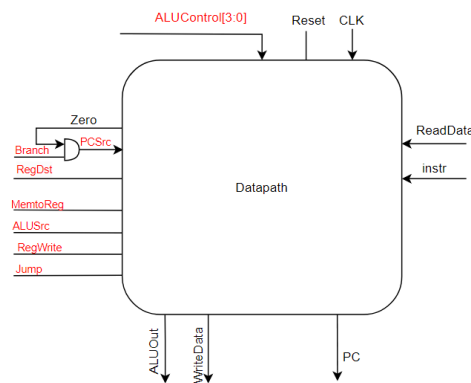 ALUControl[3:0]
Reset
CLK
Zero
Branch
PCSrc
RegDst
MemtoReg
ALUSrc
RegWrite
Jump
Datapath
ReadData
instr
ALUOut
WriteData
PC